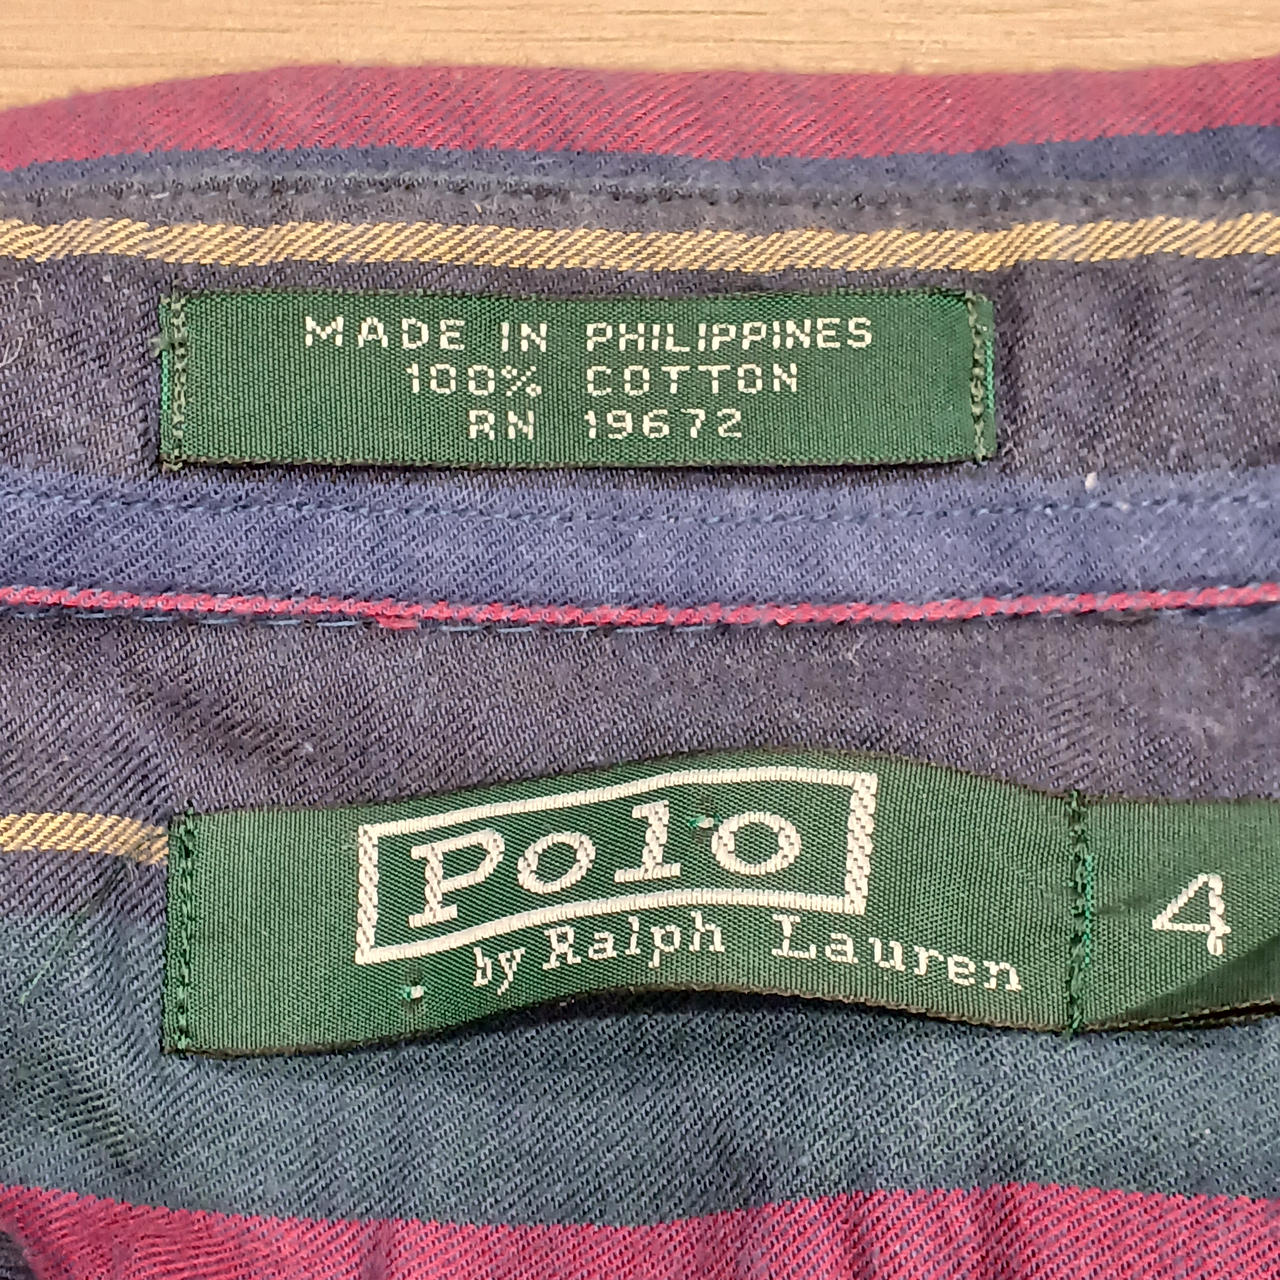 MADE IN PHILIPPINES
100% COTTON
RN 19672
Polo
by Ralph Lauren
4